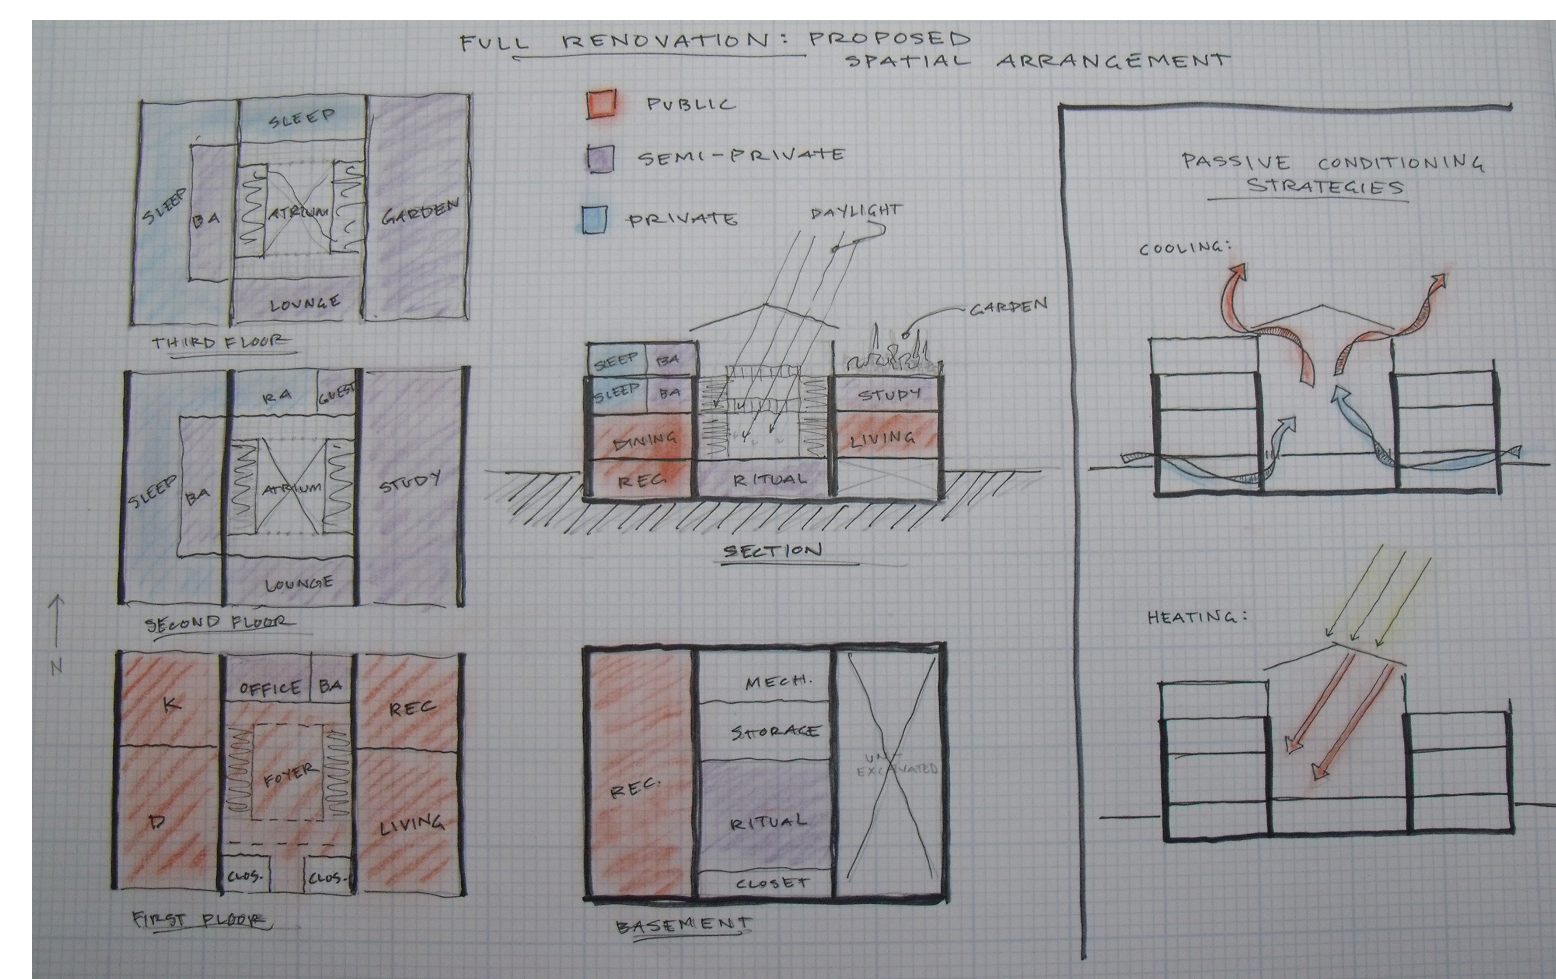 FULL RENOVATION: PROPOSED
SPATIAL ARRANGEMENT
PUBLIC
SEMI-PRIVATE
PRIVATE
SLEEP
SLEEP
BA
ATRIUM
GARDEN
LOUNGE
THIRD FLOOR
RA
GUEST
SLEEP
BA
ATRIUM
STUDY
LOUNGE
SECOND FLOOR
N
K
OFFICE
BA
REC
FOYER
D
LIVING
CLOS.
CLOS.
FIRST FLOOR
DAYLIGHT
GARDEN
SLEEP
BA
SLEEP
BA
STUDY
DINING
LIVING
REC.
RITUAL
SECTION
MECH.
STORAGE
REC.
UN
EXCAVATED
RITUAL
CLOSET
BASEMENT
PASSIVE CONDITIONING
STRATEGIES
COOLING:
HEATING: